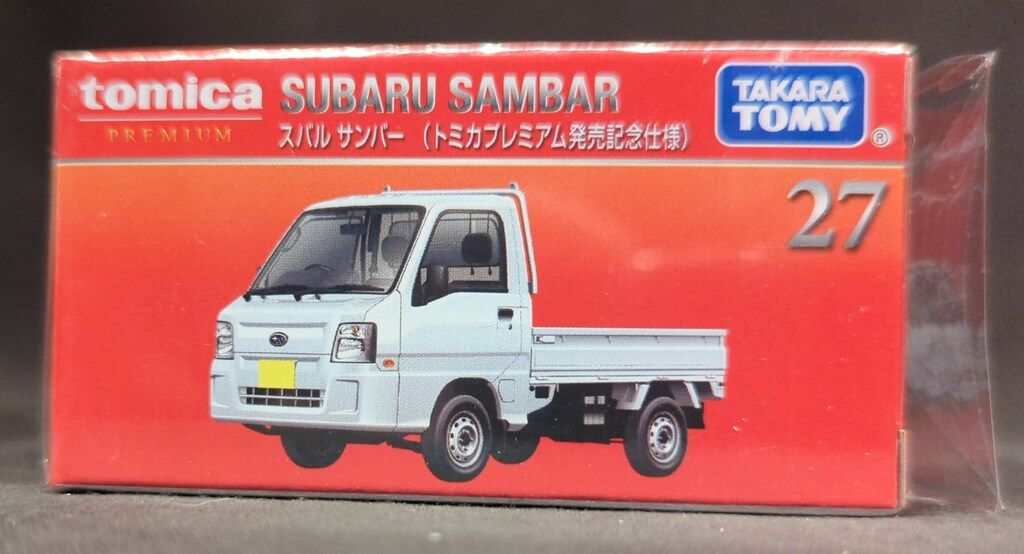 tomica
PREMIUM
SUBARU SAMBAR
スバル サンバー (トミカプレミアム発売記念仕様)
TAKARA
TOMY
®
27